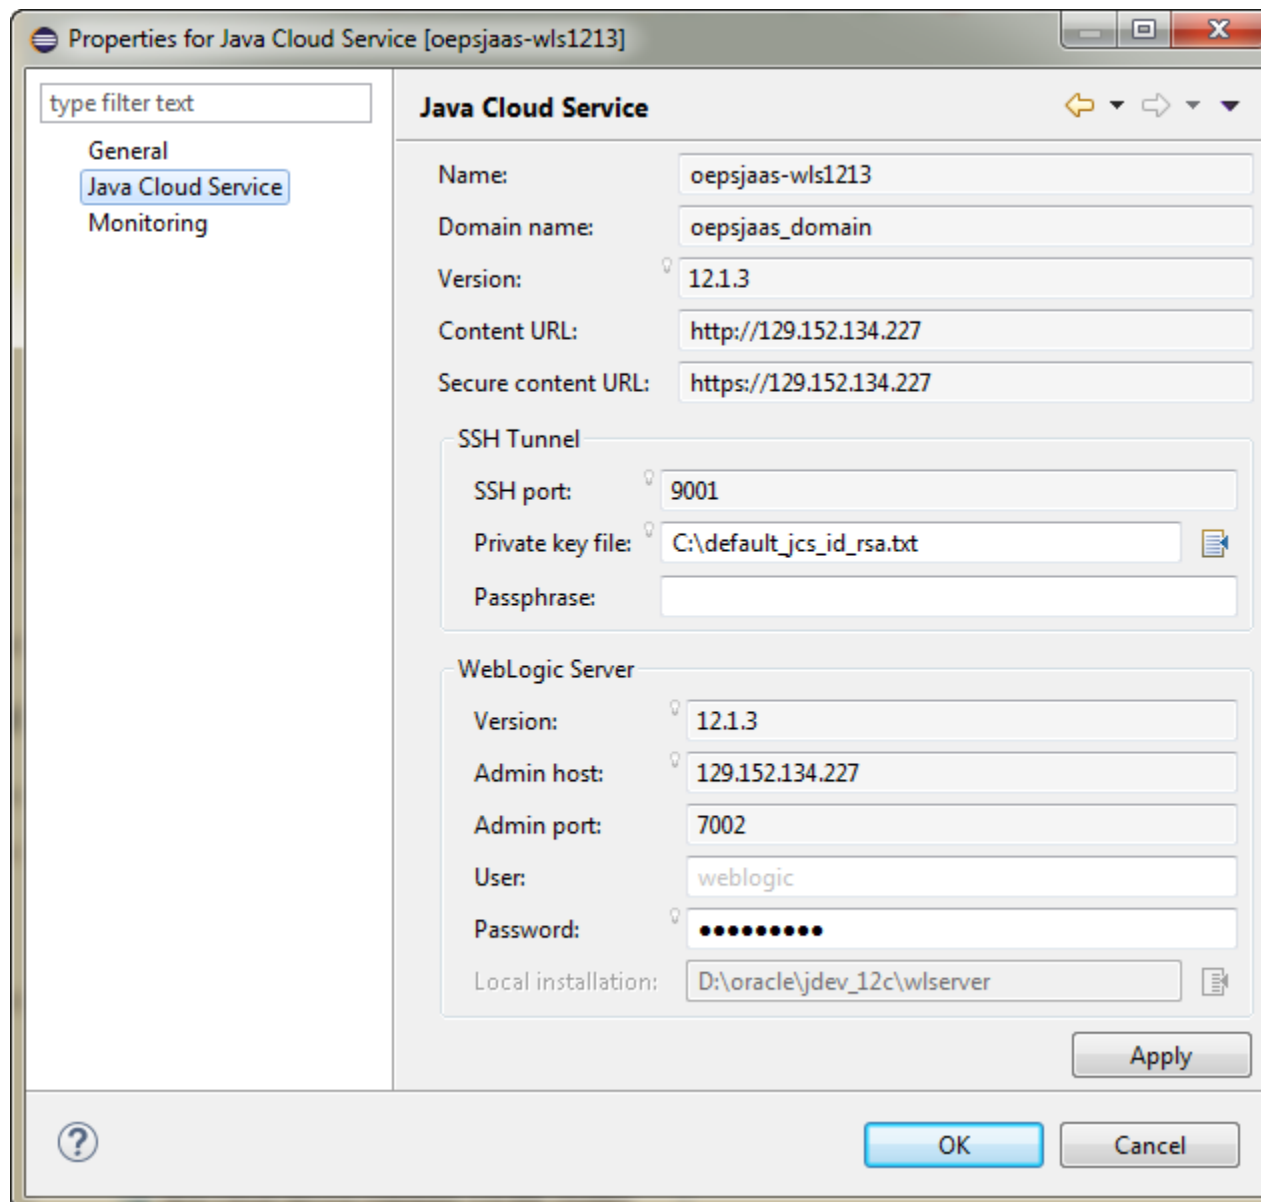 Properties for Java Cloud Service [oepsjaas-wls1213]
type filter text
General
Java Cloud Service
Monitoring
Java Cloud Service
Name: oepsjaas-wls1213
Domain name: oepsjaas_domain
Version: 12.1.3
Content URL: http://129.152.134.227
Secure content URL: https://129.152.134.227
SSH Tunnel
SSH port: 9001
Private key file: C:\default_jcs_id_rsa.txt
Passphrase:
WebLogic Server
Version: 12.1.3
Admin host: 129.152.134.227
Admin port: 7002
User: weblogic
Password: ●●●●●●●●●
Local installation: D:\oracle\jdev_12c\wlserver
Apply
OK Cancel